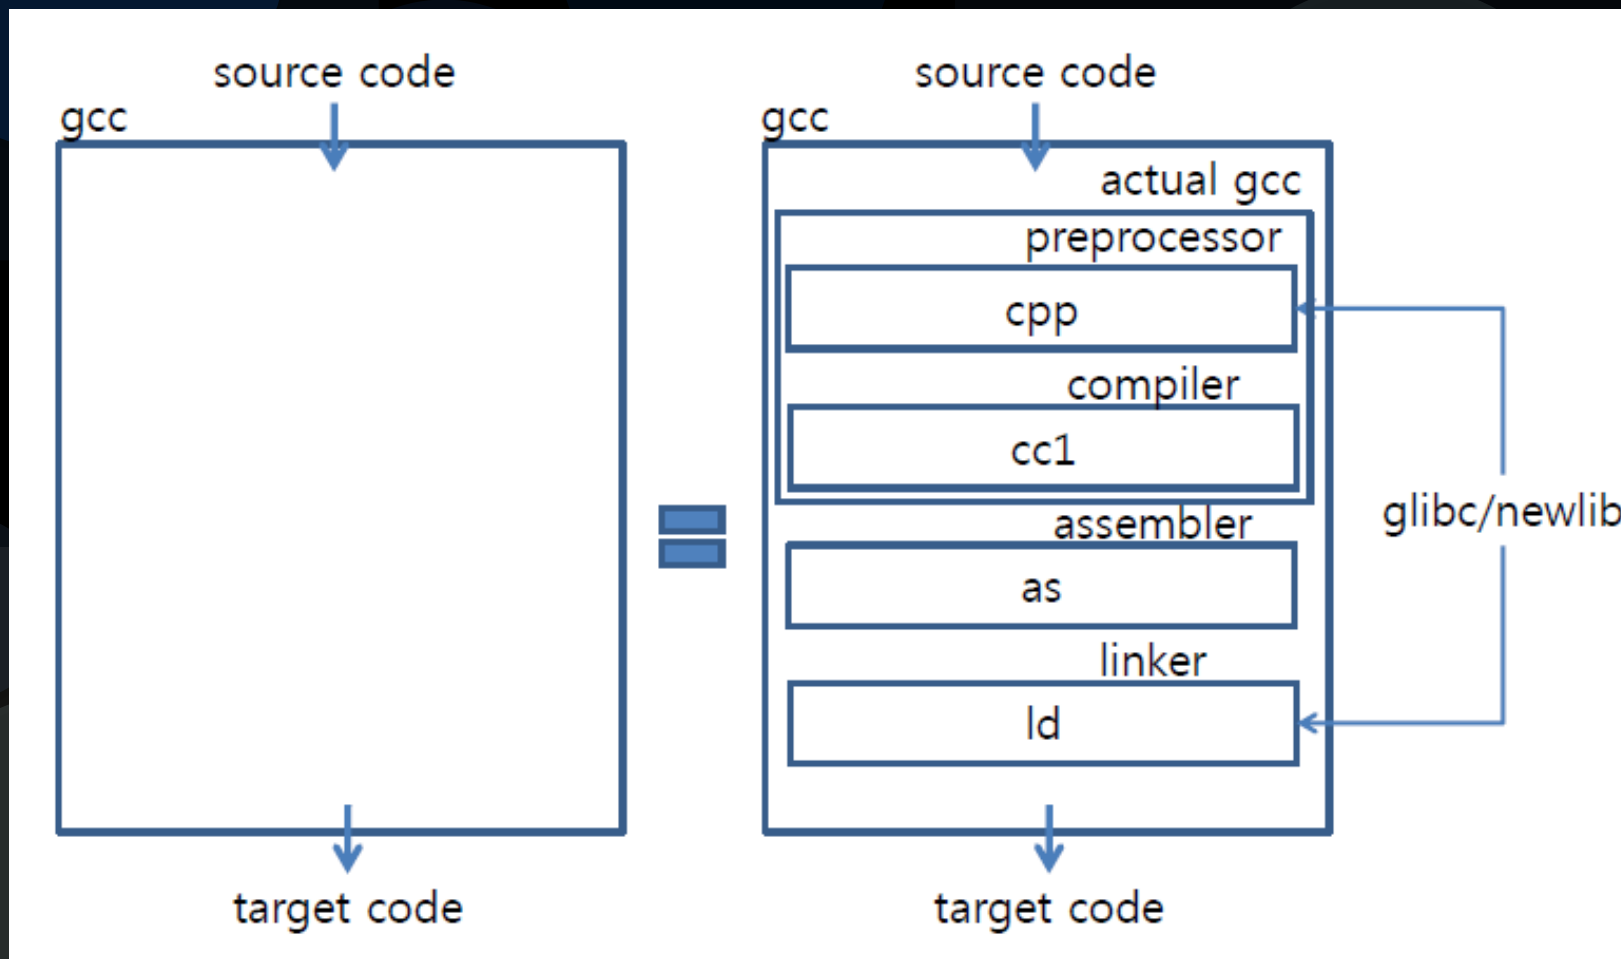 source code
gcc
target code
source code
gcc
actual gcc
preprocessor
cpp
compiler
cc1
assembler
as
linker
ld
glibc/newlib
target code